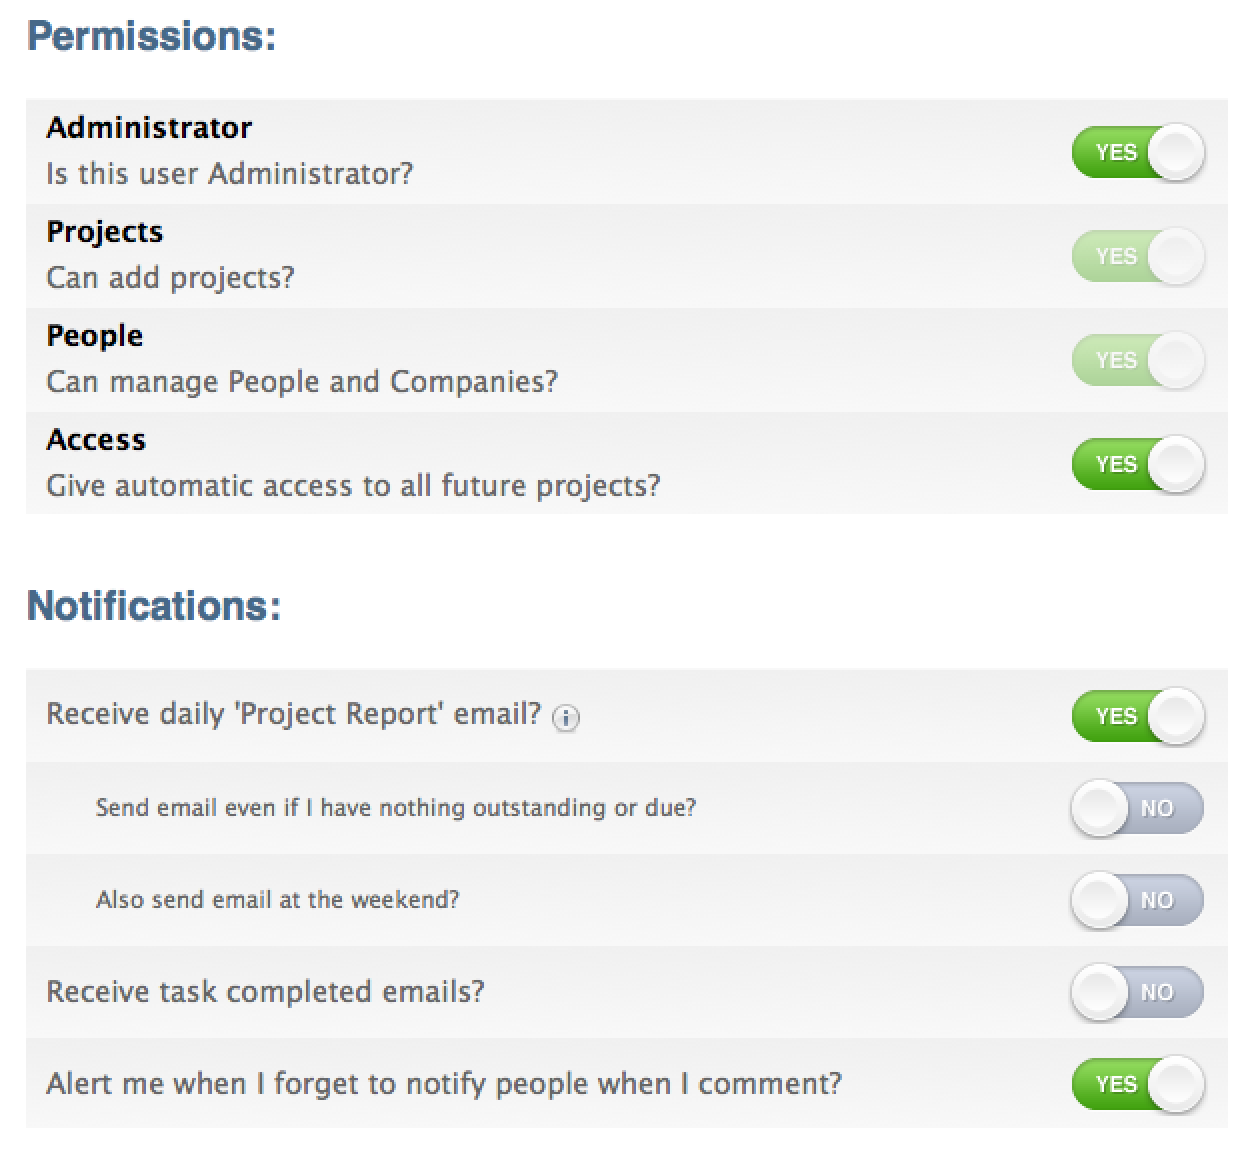 Permissions:
Administrator
Is this user Administrator?
YES
Projects
Can add projects?
YES
People
Can manage People and Companies?
YES
Access
Give automatic access to all future projects?
YES
Notifications:
Receive daily 'Project Report' email? i
YES
Send email even if I have nothing outstanding or due?
NO
Also send email at the weekend?
NO
Receive task completed emails?
NO
Alert me when I forget to notify people when I comment?
YES